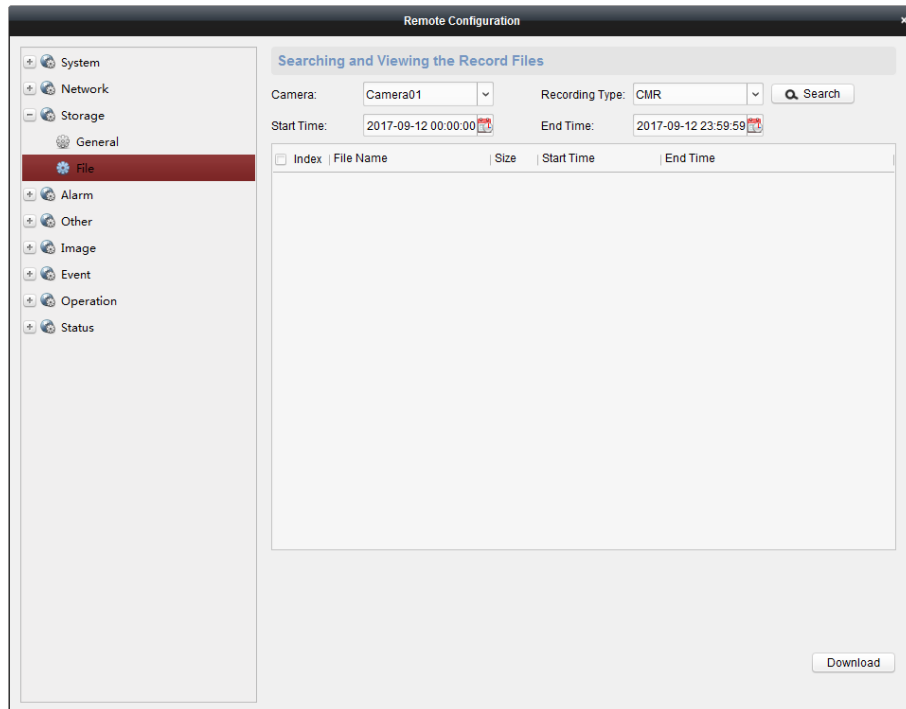 Remote Configuration
System
Network
Storage
General
File
Alarm
Other
Image
Event
Operation
Status
Searching and Viewing the Record Files
Camera: Camera01 Recording Type: CMR Search
Start Time: 2017-09-12 00:00:00 End Time: 2017-09-12 23:59:59
Index File Name Size Start Time End Time
Download